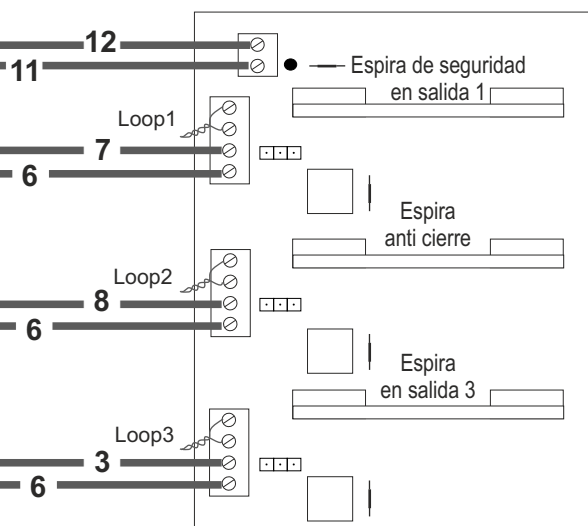 12
11
Espira de seguridad
en salida 1
Loop1
7
6
Espira
anti cierre
Loop2
8
6
Espira
en salida 3
Loop3
3
6